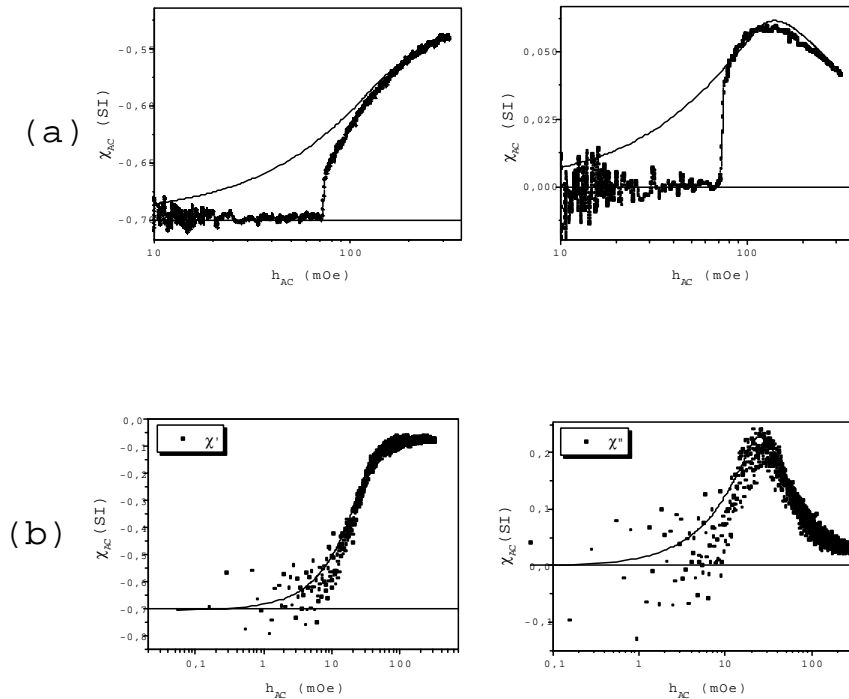 (a)
χAC (SI)
-0,55
-0,60
-0,65
-0,70
10
100
hAC (mOe)
χAC (SI)
0,050
0,025
0,000
10
100
hAC (mOe)
(b)
χAC(SI)
0,0
-0,1
-0,2
-0,3
-0,4
-0,5
-0,6
-0,7
-0,8
χ'
0,1
1
10
100
hAC (mOe)
χAC(SI)
0,2
0,1
0,0
-0,1
χ"
0,1
1
10
100
hAC (mOe)